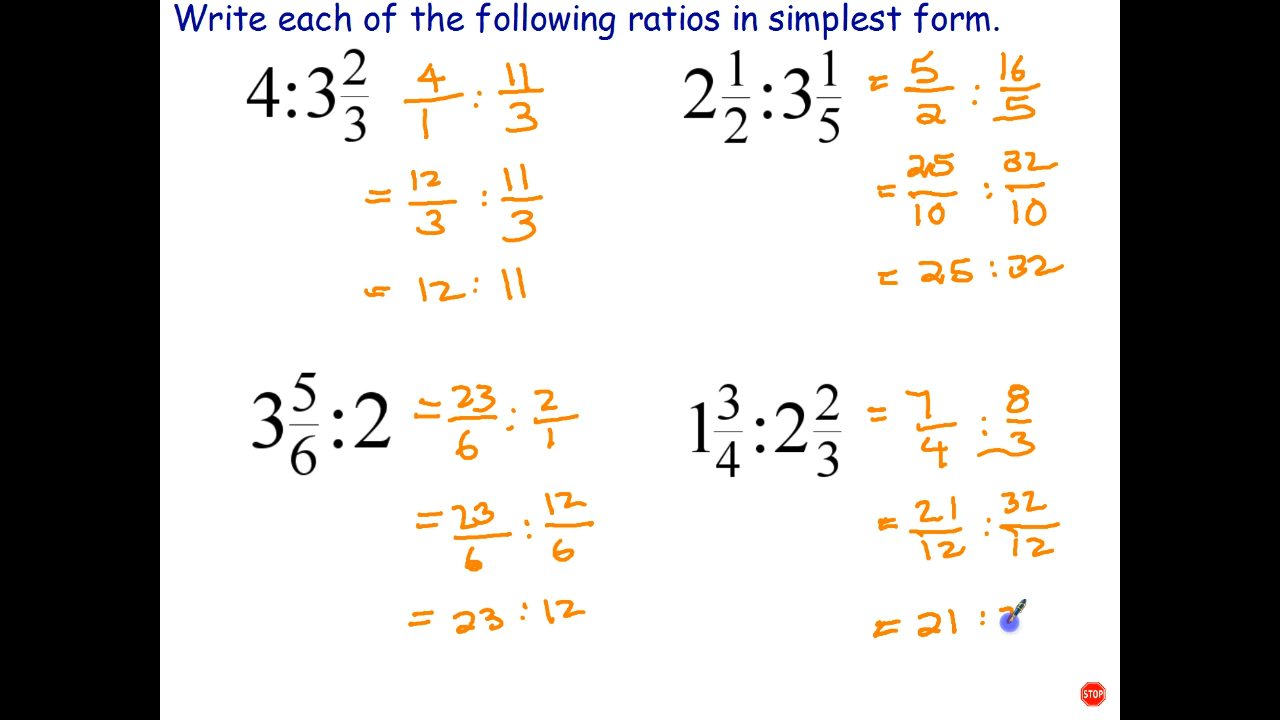 Write each of the following ratios in simplest form.
4:3 2/3 4/1 : 11/3
= 12/3 : 11/3
= 12 : 11
2 1/2 :3 1/5 = 5/2 : 16/5
= 25/10 : 32/10
= 25 : 32
3 5/6 :2 = 23/6 : 2/1
= 23/6 : 12/6
= 23 : 12
1 3/4 :2 2/3 = 7/4 : 8/3
= 21/12 : 32/12
= 21 :
STOP